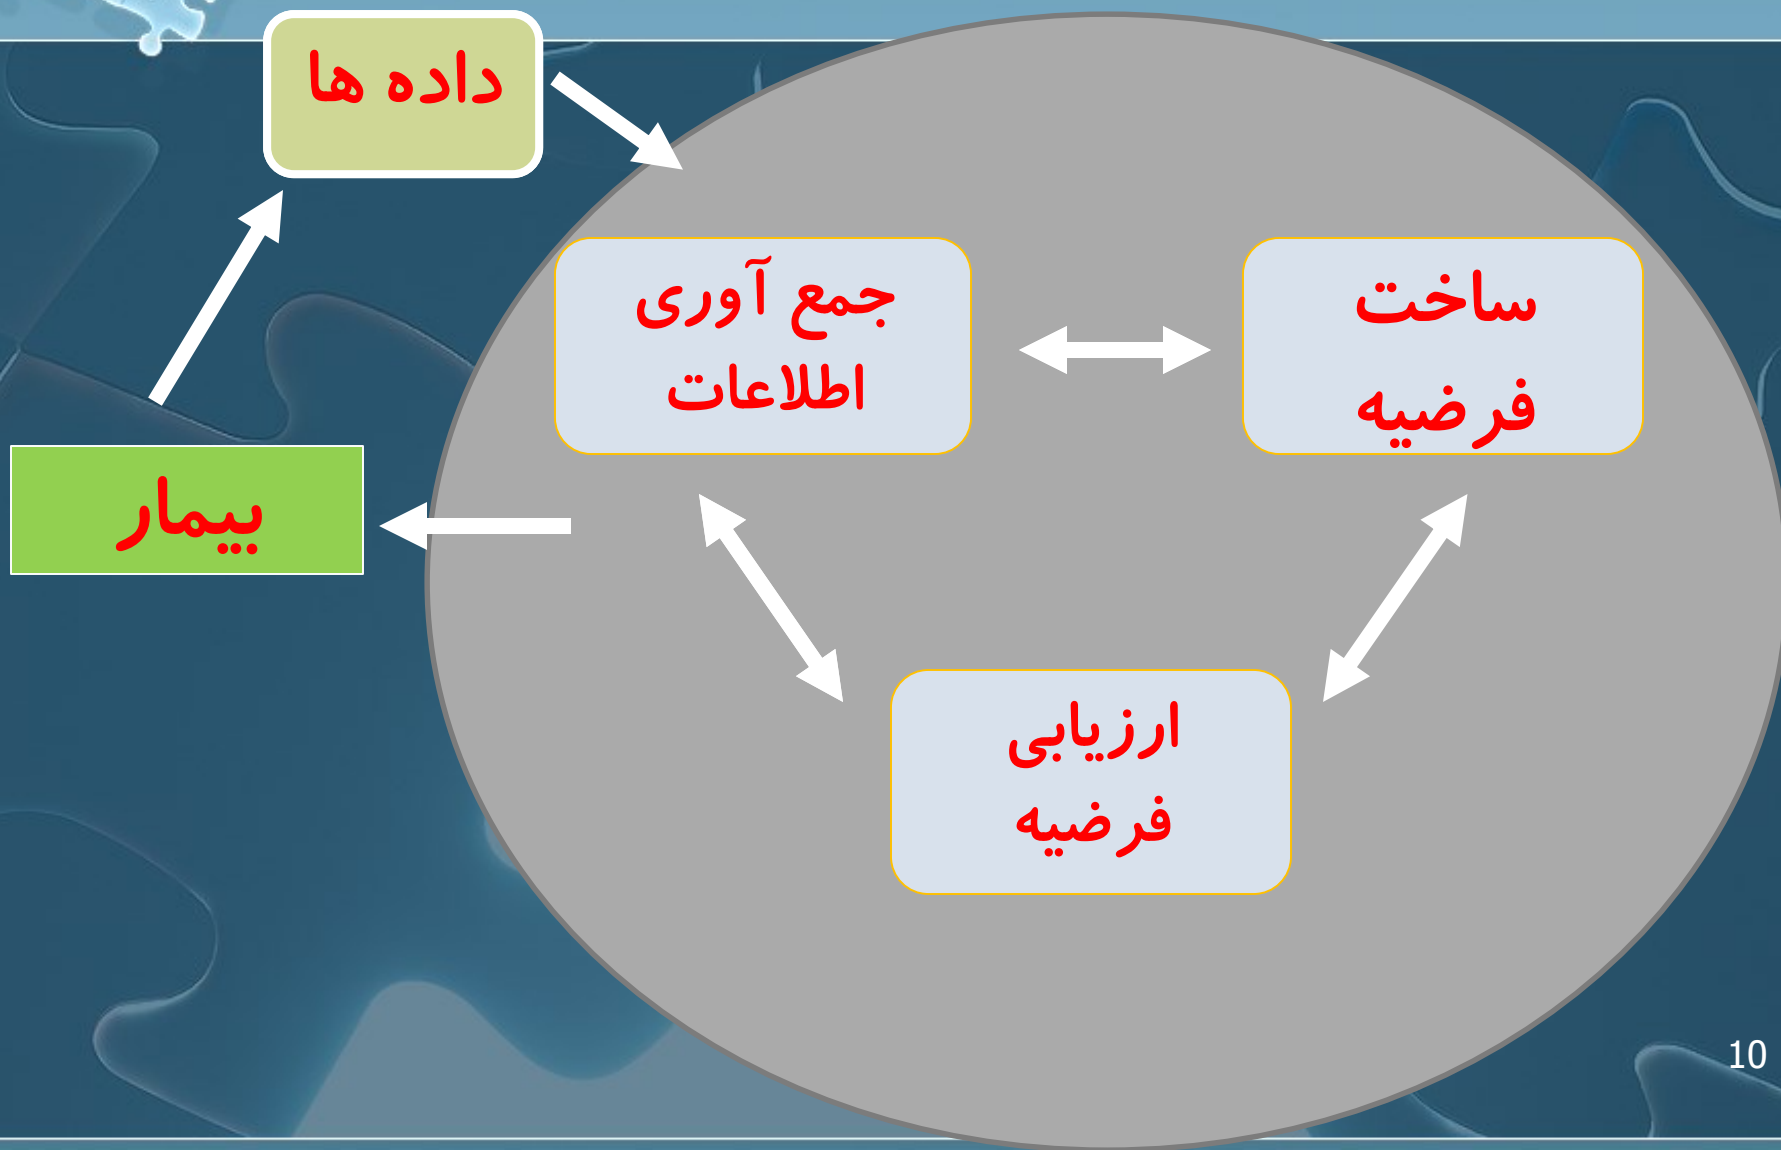 داده ها
ساخت
فرضیه
جمع آوری
اطلاعات
بیمار
ارزیابی
فرضیه
10